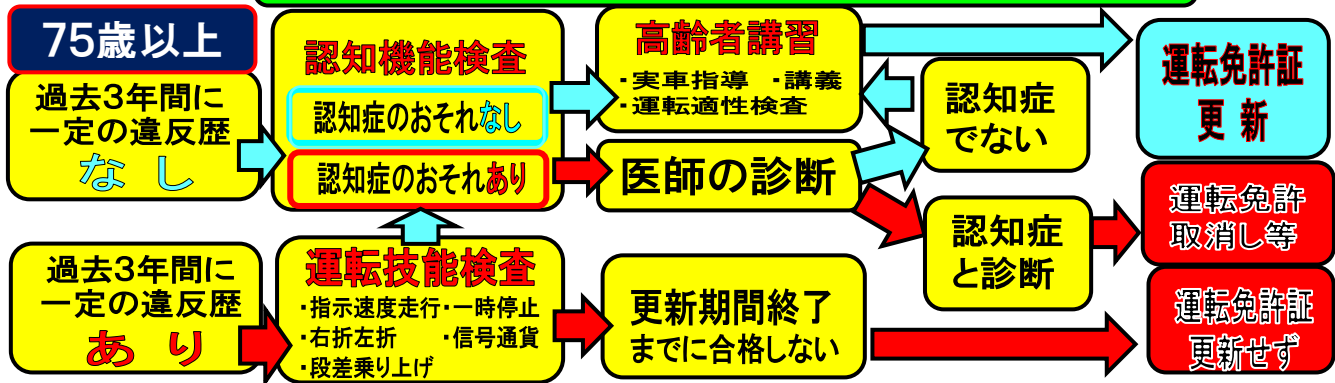 75歳以上
過去3年間に
一定の違反歴
なし
認知機能検査
認知症のおそれなし
認知症のおそれあり
高齢者講習
・実車指導 ・講義
・運転適性検査
医師の診断
認知症
でない
認知症
と診断
運転免許証
更新
運転免許
取消し等
過去3年間に
一定の違反歴
あり
運転技能検査
・指示速度走行・一時停止
・右折左折 ・信号通貨
・段差乗り上げ
更新期間終了
までに合格しない
運転免許証
更新せず